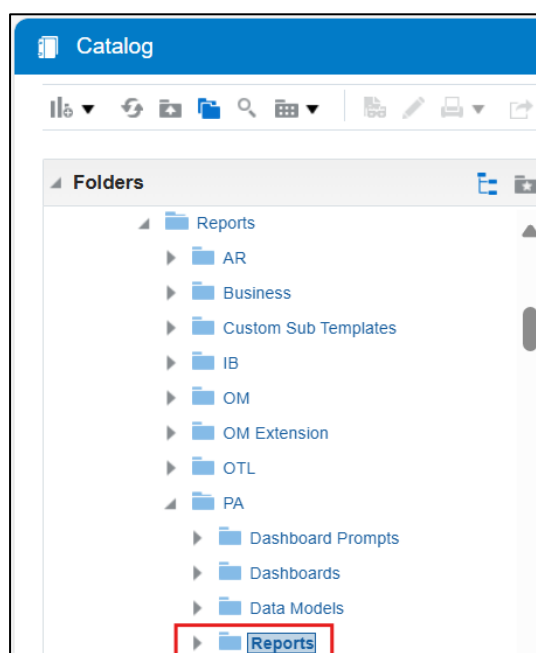 Catalog
Folders
Reports
AR
Business
Custom Sub Templates
IB
OM
OM Extension
OTL
PA
Dashboard Prompts
Dashboards
Data Models
Reports